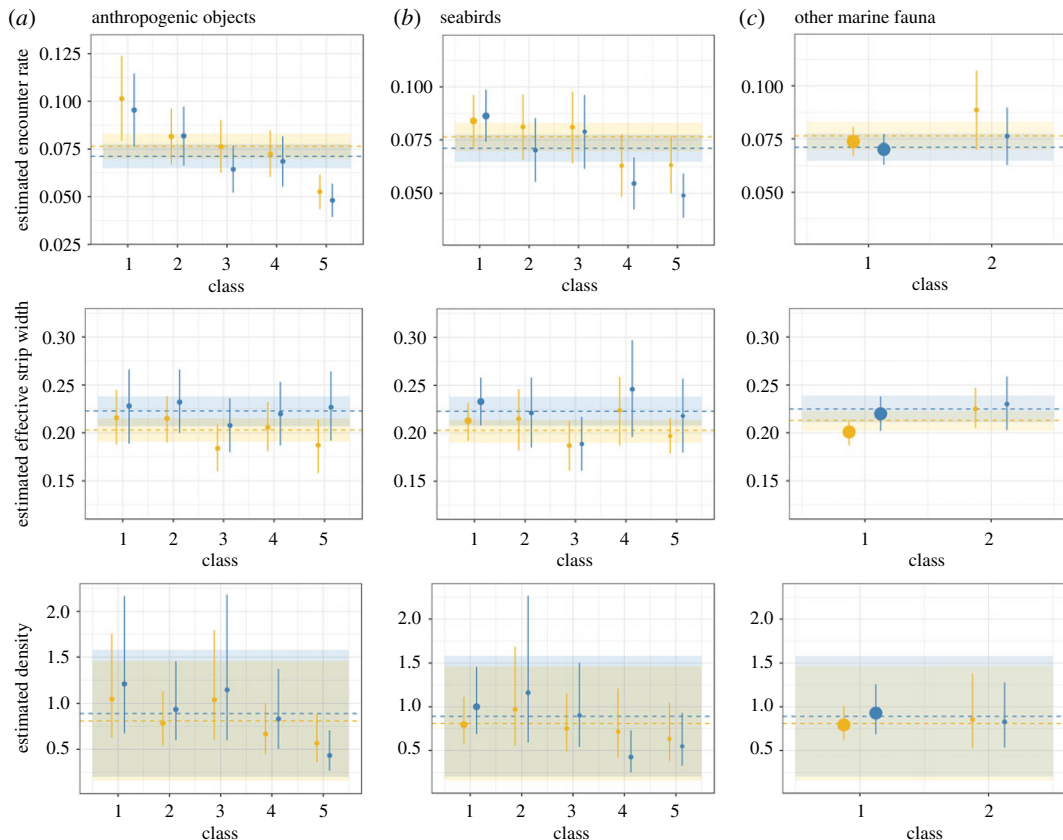 (a) anthropogenic objects (b) seabirds (c) other marine fauna
estimated encounter rate
0.125
0.100
0.075
0.050
0.025
1 2 3 4 5
class
0.100
0.075
0.050
1 2 3 4 5
class
0.100
0.075
0.050
1 2
class
estimated effective strip width
0.30
0.25
0.20
0.15
1 2 3 4 5
class
0.30
0.25
0.20
0.15
1 2 3 4 5
class
0.30
0.25
0.20
0.15
1 2
class
estimated density
2.0
1.5
1.0
0.5
1 2 3 4 5
class
2.0
1.5
1.0
0.5
1 2 3 4 5
class
2.0
1.5
1.0
0.5
1 2
class